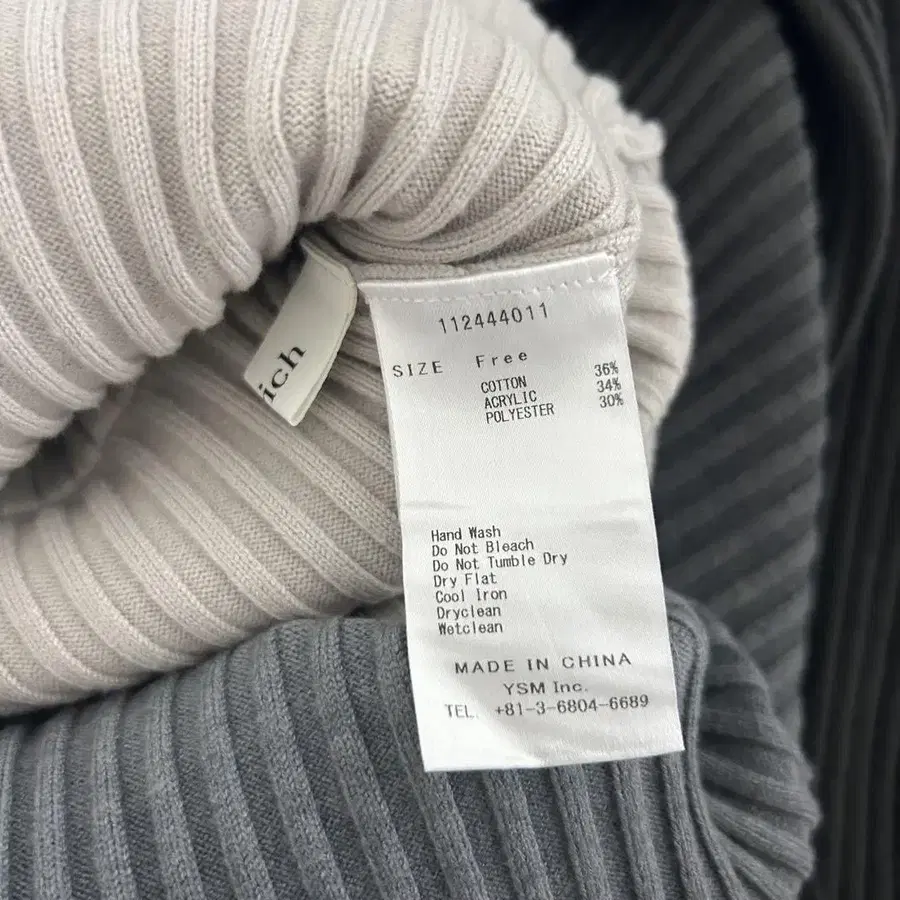 112444011
SIZE Free
COTTON 36%
ACRYLIC 34%
POLYESTER 30%
Hand Wash
Do Not Bleach
Do Not Tumble Dry
Dry Flat
Cool Iron
Dryclean
Wetclean
MADE IN CHINA
YSM Inc.
TEL. +81-3-6804-6689
ich